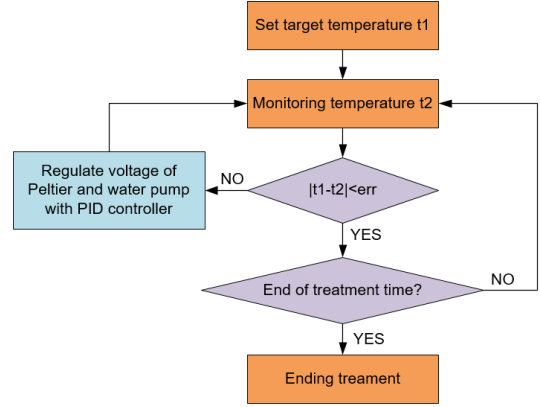 Set target temperature t1
Monitoring temperature t2
Regulate voltage of
Peltier and water pump
with PID controller
NO
|t1-t2|<err
YES
End of treatment time?
NO
YES
Ending treament